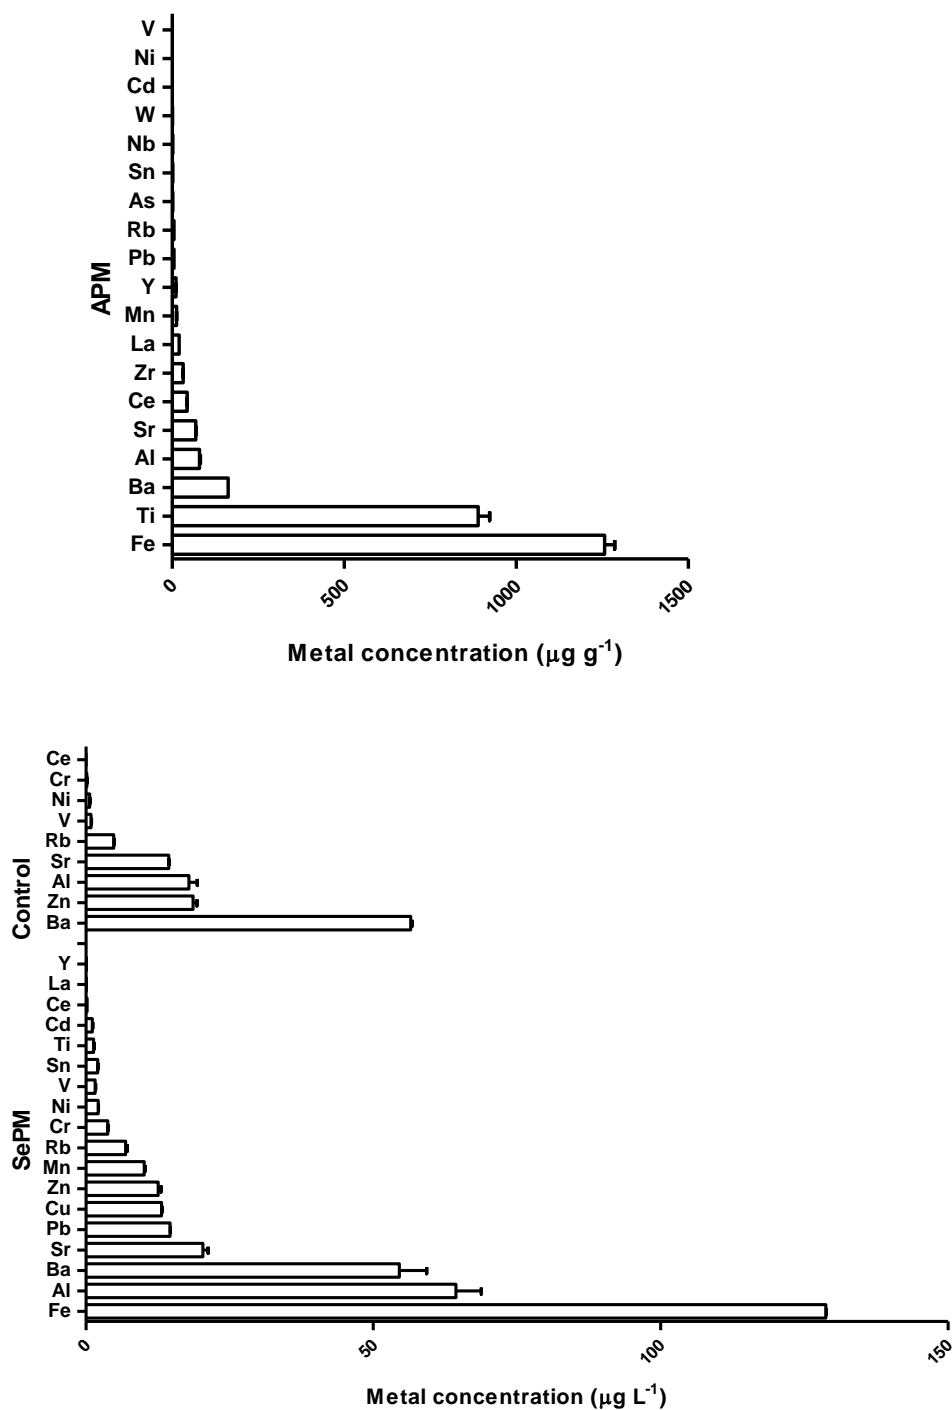 V
Ni
Cd
W
Nb
Sn
As
Rb
Pb
Y
Mn
La
Zr
Ce
Sr
Al
Ba
Ti
Fe
APM
0
500
1000
1500
Metal concentration (μg g⁻¹)
Ce
Cr
Ni
V
Rb
Sr
Al
Zn
Ba
Control
Y
La
Ce
Cd
Ti
Sn
V
Ni
Cr
Rb
Mn
Zn
Cu
Pb
Sr
Ba
Al
Fe
SePM
0
50
100
150
Metal concentration (μg L⁻¹)